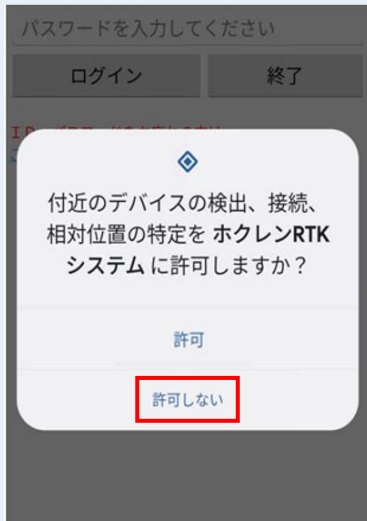 パスワードを入力してください
ログイン
終了
付近のデバイスの検出、接続、
相対位置の特定を ホクレンRTK
システム に許可しますか？
許可
許可しない